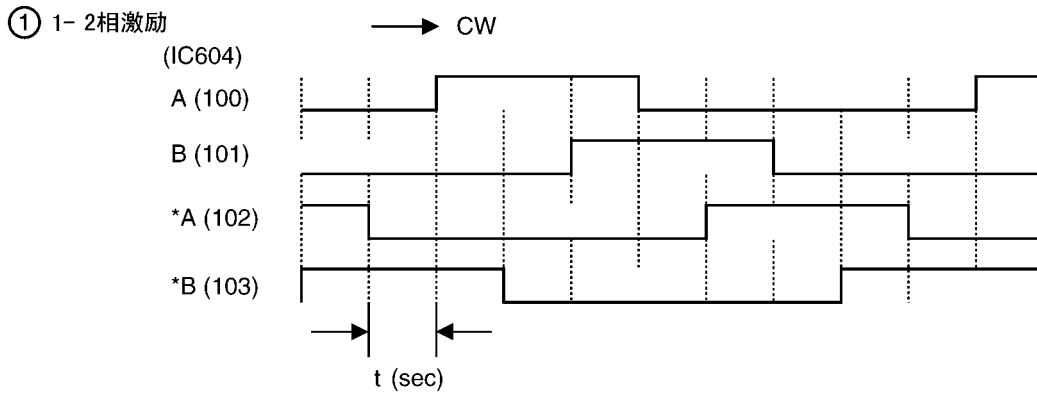 ① 1- 2相激励
CW
(IC604)
A (100)
B (101)
*A (102)
*B (103)
t (sec)